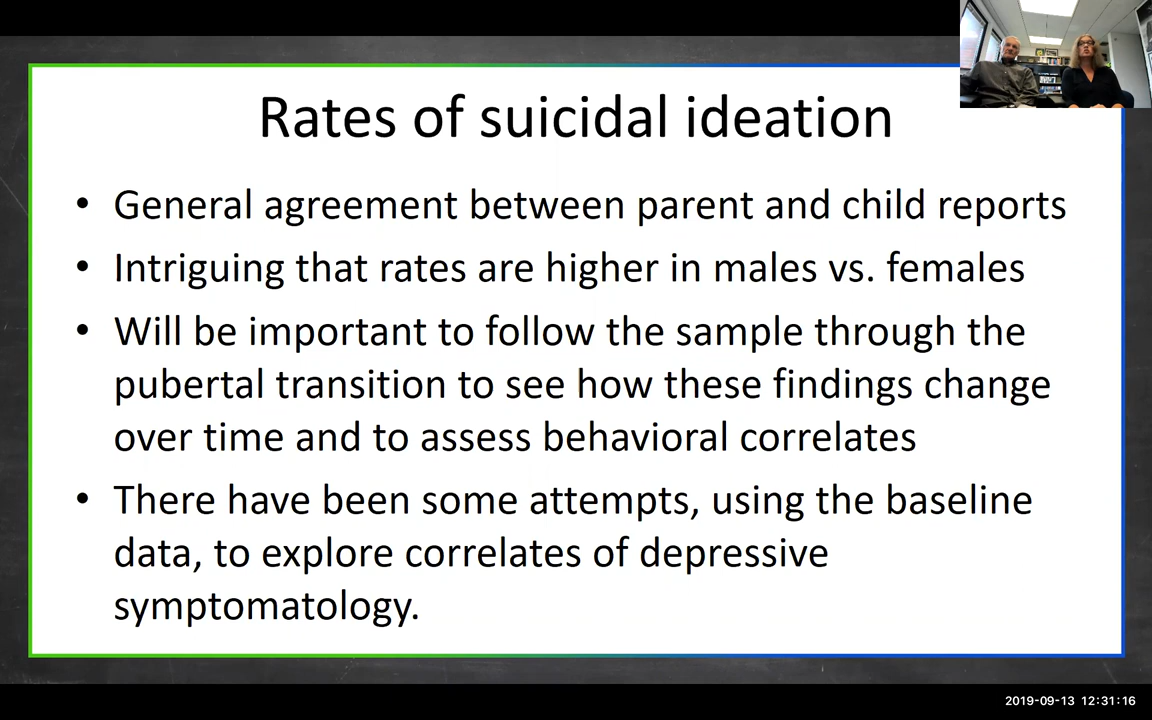 Rates of suicidal ideation
• General agreement between parent and child reports
• Intriguing that rates are higher in males vs. females
• Will be important to follow the sample through the
pubertal transition to see how these findings change
over time and to assess behavioral correlates
• There have been some attempts, using the baseline
data, to explore correlates of depressive
symptomatology.
2019-09-13 12:31:16